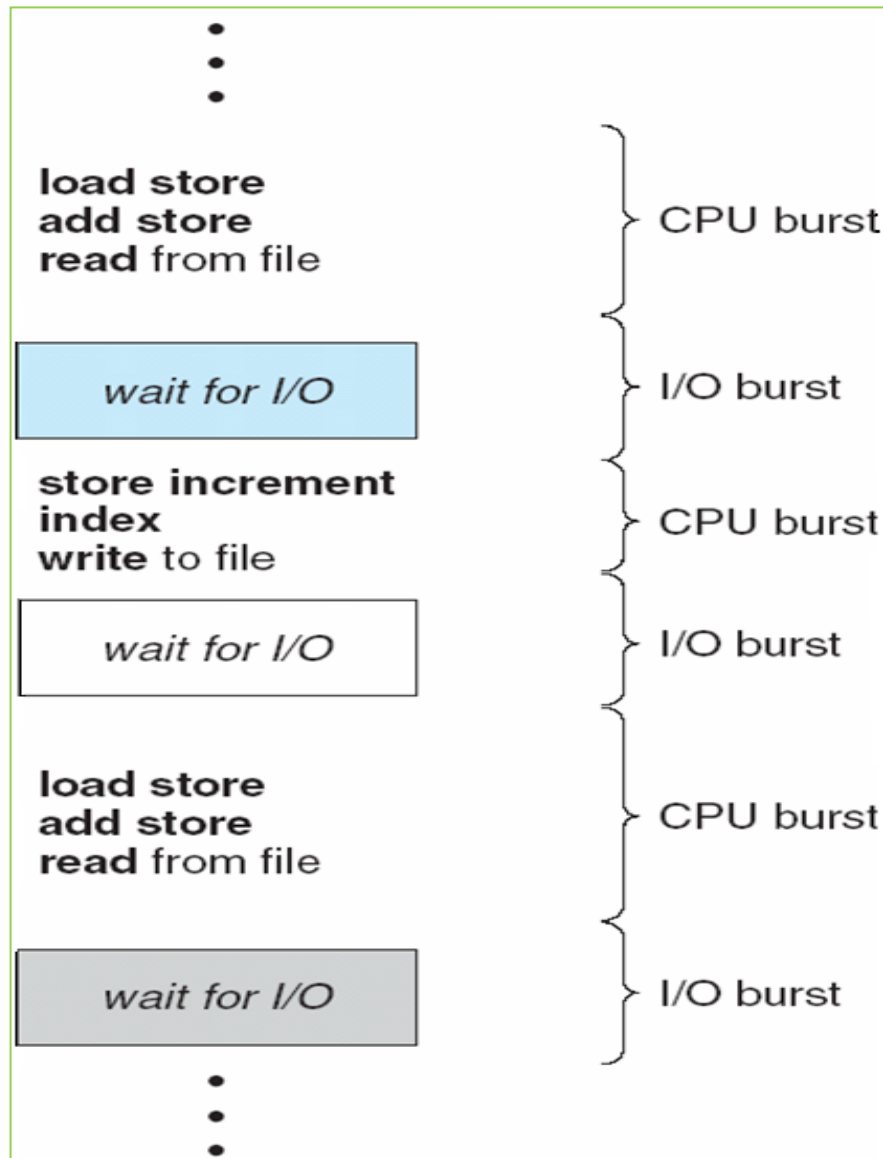 load store
add store
read from file
CPU burst
wait for I/O
I/O burst
store increment
index
write to file
CPU burst
wait for I/O
I/O burst
load store
add store
read from file
CPU burst
wait for I/O
I/O burst